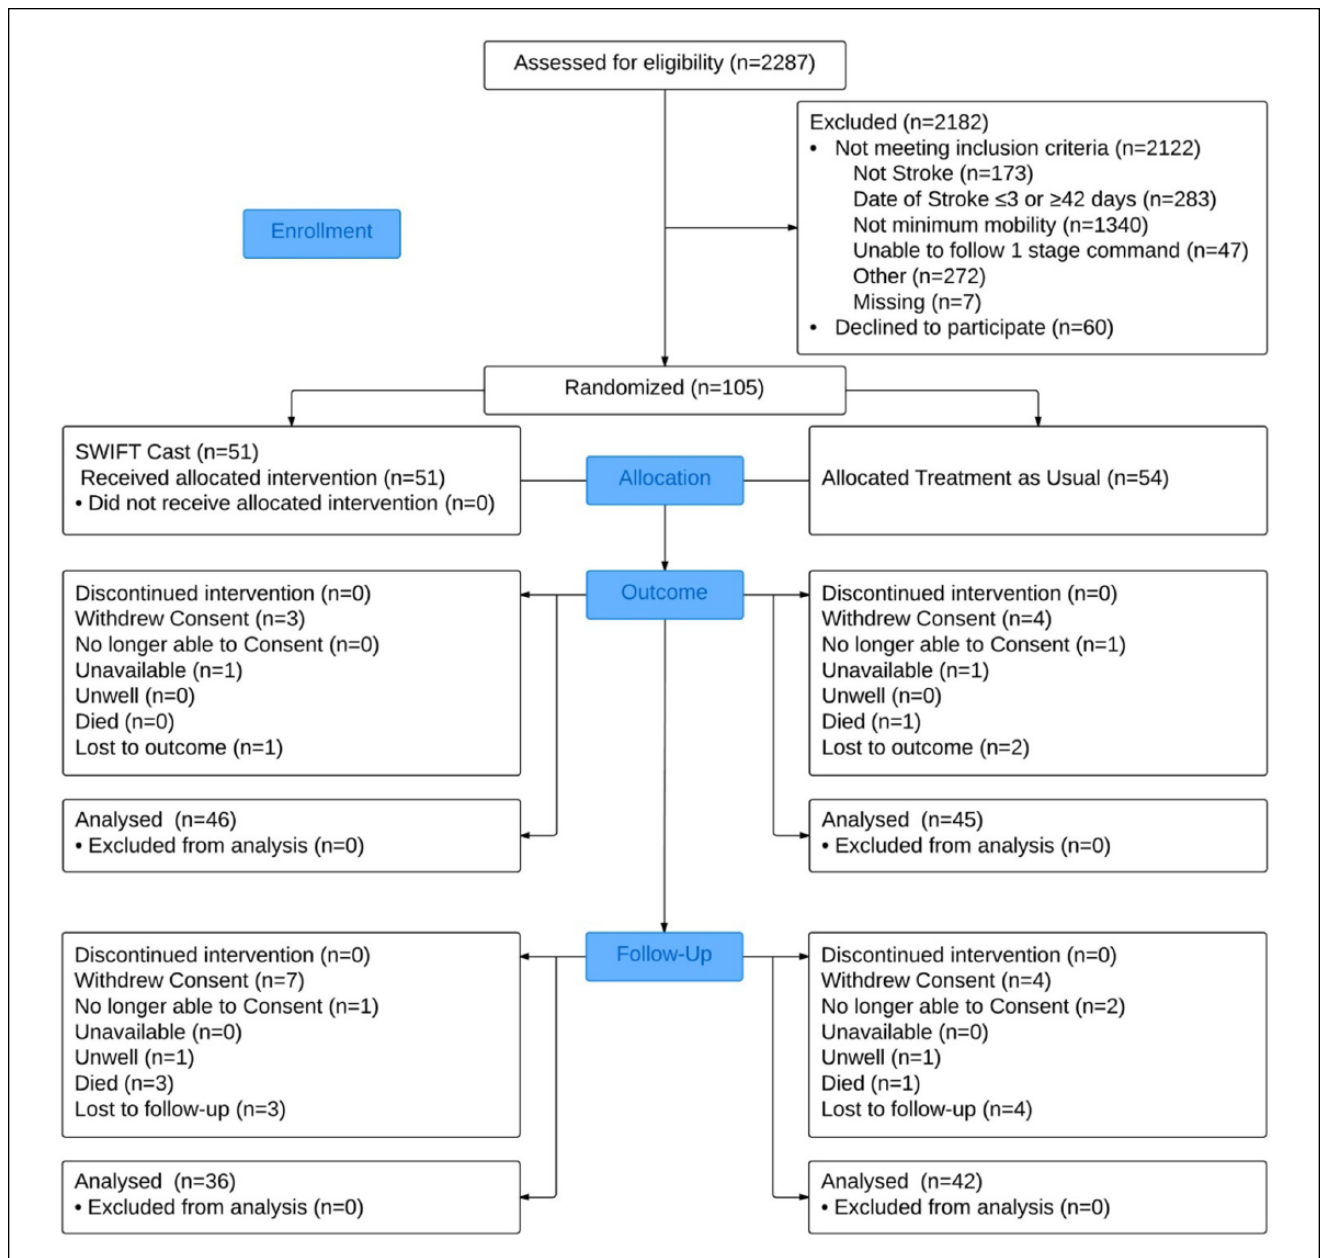 Assessed for eligibility (n=2287)
Excluded (n=2182)
• Not meeting inclusion criteria (n=2122)
Not Stroke (n=173)
Date of Stroke ≤3 or ≥42 days (n=283)
Not minimum mobility (n=1340)
Unable to follow 1 stage command (n=47)
Other (n=272)
Missing (n=7)
• Declined to participate (n=60)
Enrollment
Randomized (n=105)
SWIFT Cast (n=51)
Received allocated intervention (n=51)
• Did not receive allocated intervention (n=0)
Allocation
Allocated Treatment as Usual (n=54)
Outcome
Discontinued intervention (n=0)
Withdrew Consent (n=3)
No longer able to Consent (n=0)
Unavailable (n=1)
Unwell (n=0)
Died (n=0)
Lost to outcome (n=1)
Discontinued intervention (n=0)
Withdrew Consent (n=4)
No longer able to Consent (n=1)
Unavailable (n=1)
Unwell (n=0)
Died (n=1)
Lost to outcome (n=2)
Analysed (n=46)
• Excluded from analysis (n=0)
Analysed (n=45)
• Excluded from analysis (n=0)
Follow-Up
Discontinued intervention (n=0)
Withdrew Consent (n=7)
No longer able to Consent (n=1)
Unavailable (n=0)
Unwell (n=1)
Died (n=3)
Lost to follow-up (n=3)
Discontinued intervention (n=0)
Withdrew Consent (n=4)
No longer able to Consent (n=2)
Unavailable (n=0)
Unwell (n=1)
Died (n=1)
Lost to follow-up (n=4)
Analysed (n=36)
• Excluded from analysis (n=0)
Analysed (n=42)
• Excluded from analysis (n=0)